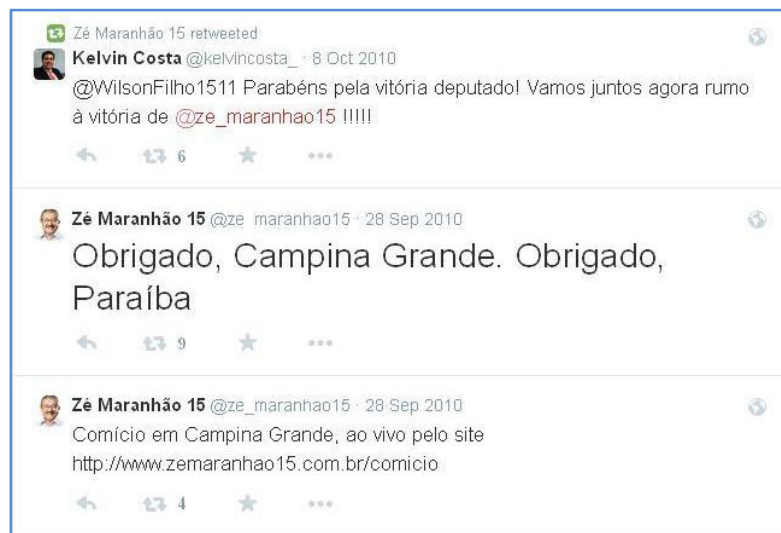 Zé Maranhão 15 retweeted
Kelvin Costa @kelvincosta_ · 8 Oct 2010
@WilsonFilho1511 Parabéns pela vitória deputado! Vamos juntos agora rumo
à vitória de @ze_maranhao15 !!!!!
6
Zé Maranhão 15 @ze_maranhao15 · 28 Sep 2010
Obrigado, Campina Grande. Obrigado,
Paraíba
9
Zé Maranhão 15 @ze_maranhao15 · 28 Sep 2010
Comício em Campina Grande, ao vivo pelo site
http://www.zemaranhao15.com.br/comicio
4